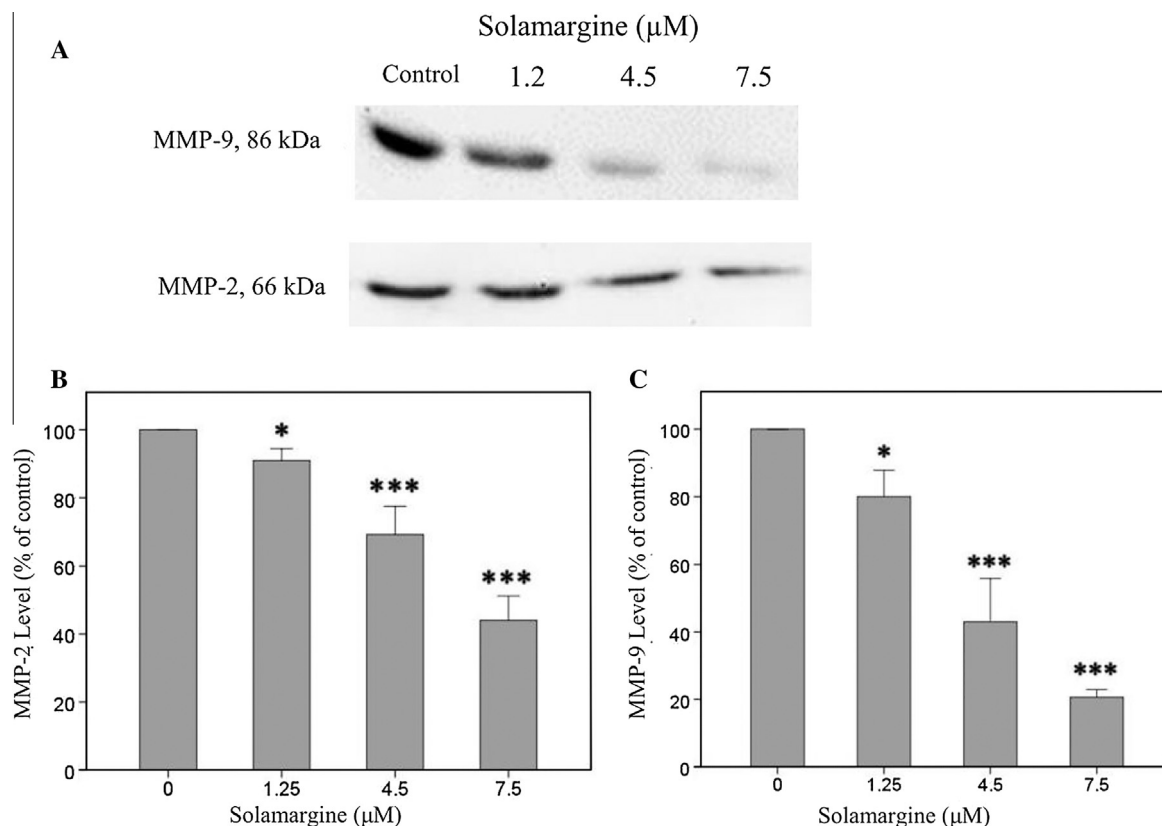 Solamargine (µM)
A
Control 1.2 4.5 7.5
MMP-9, 86 kDa
MMP-2, 66 kDa
B
MMP-2 Level (% of control)
100
80
60
40
20
0
*
***
***
0 1.25 4.5 7.5
Solamargine (µM)
C
MMP-9 Level (% of control)
100
80
60
40
20
0
*
***
***
0 1.25 4.5 7.5
Solamargine (µM)